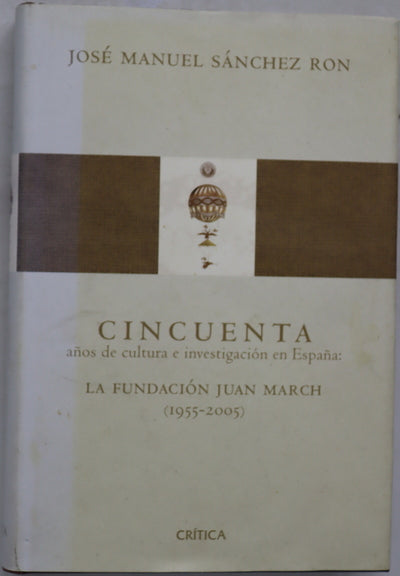 JOSÉ MANUEL SÁNCHEZ RON
CINCUENTA
años de cultura e investigación en España:
LA FUNDACIÓN JUAN MARCH
(1955-2005)
CRÍTICA